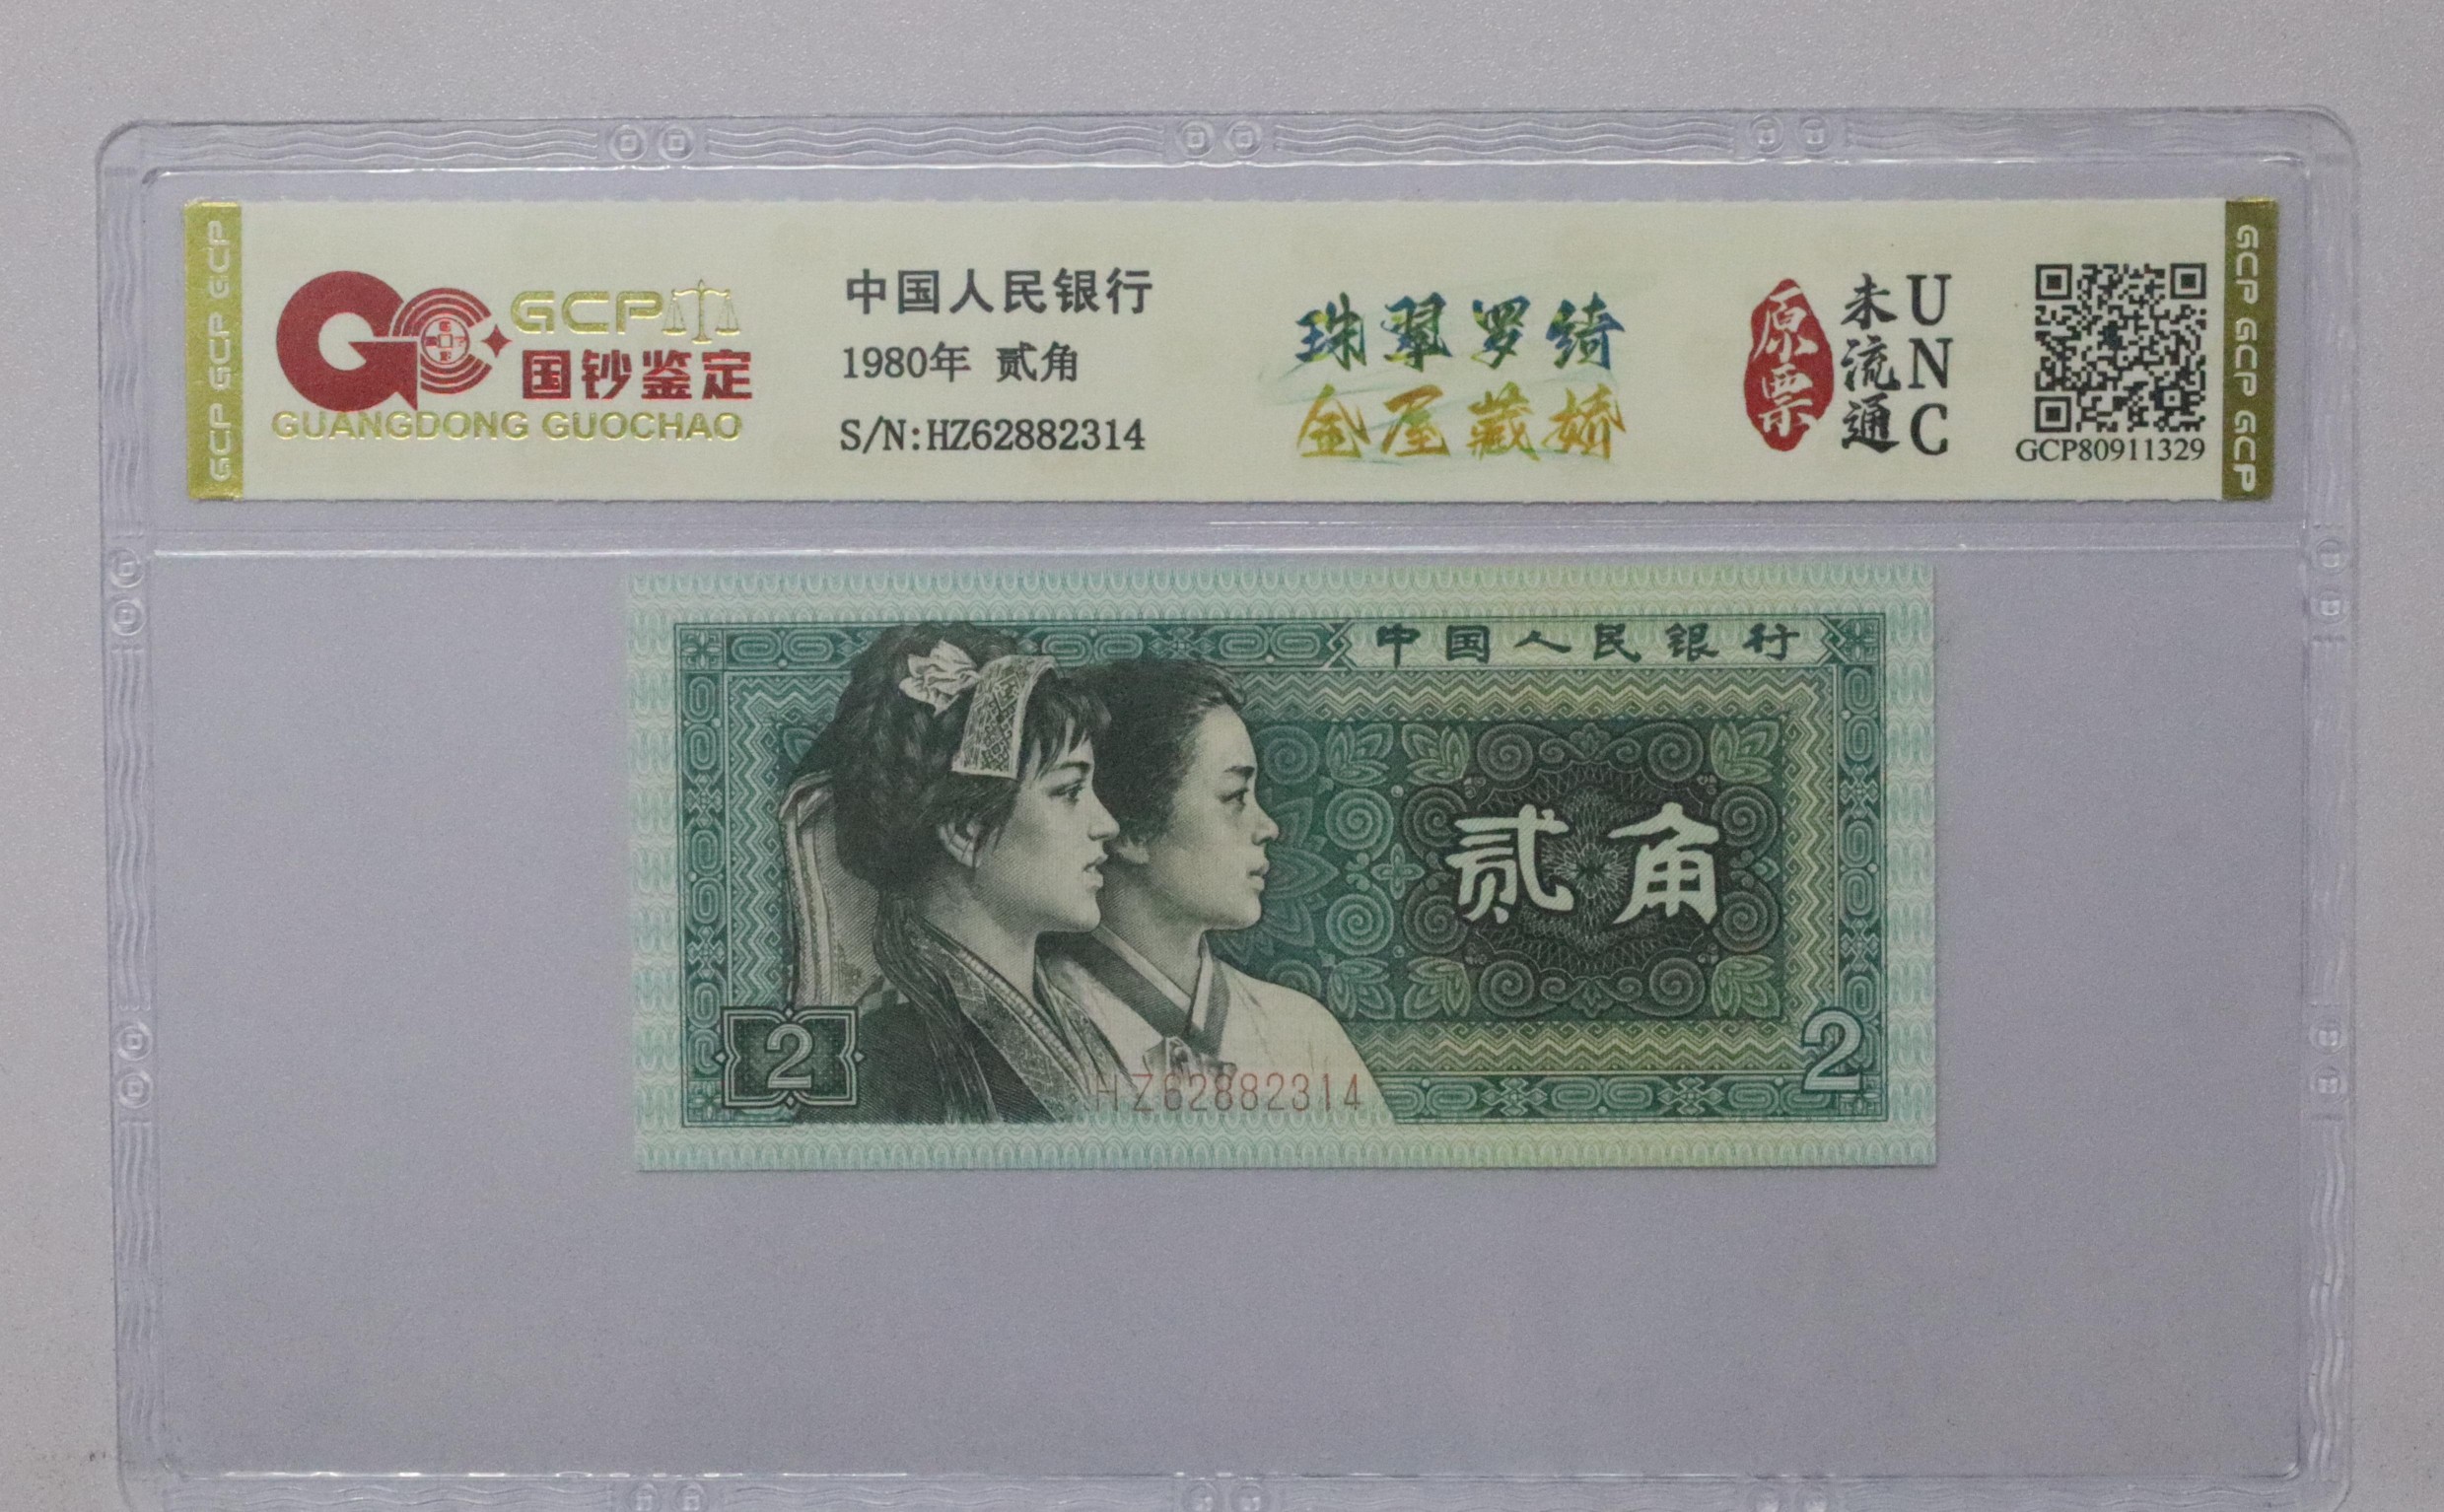 GCP GCP GCP
GCP
国钞鉴定
GUANGDONG GUOCHAO
中国人民银行
1980年 贰角
S/N:HZ62882314
珠翠罗绮
金屋藏娇
原票
未流通
UNC
GCP80911329
GCP GCP GCP
中国人民银行
贰角
2
2
HZ62882314